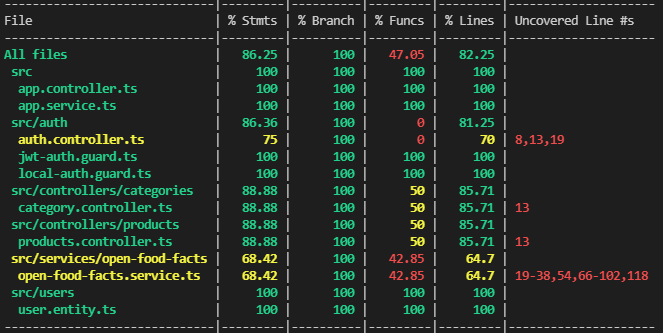 -------------------------------|---------|----------|---------|---------|---------------------
File                           | % Stmts | % Branch | % Funcs | % Lines | Uncovered Line #s
-------------------------------|---------|----------|---------|---------|---------------------
All files                      |   86.25 |      100 |   47.05 |   82.25 |
 src                           |     100 |      100 |     100 |     100 |
  app.controller.ts            |     100 |      100 |     100 |     100 |
  app.service.ts               |     100 |      100 |     100 |     100 |
 src/auth                      |   86.36 |      100 |       0 |   81.25 |
  auth.controller.ts           |      75 |      100 |       0 |      70 | 8,13,19
  jwt-auth.guard.ts            |     100 |      100 |     100 |     100 |
  local-auth.guard.ts          |     100 |      100 |     100 |     100 |
 src/controllers/categories    |   88.88 |      100 |      50 |   85.71 |
  category.controller.ts       |   88.88 |      100 |      50 |   85.71 | 13
 src/controllers/products      |   88.88 |      100 |      50 |   85.71 |
  products.controller.ts       |   88.88 |      100 |      50 |   85.71 | 13
 src/services/open-food-facts  |   68.42 |      100 |   42.85 |    64.7 |
  open-food-facts.service.ts   |   68.42 |      100 |   42.85 |    64.7 | 19-38,54,66-102,118
 src/users                     |     100 |      100 |     100 |     100 |
  user.entity.ts               |     100 |      100 |     100 |     100 |
-------------------------------|---------|----------|---------|---------|---------------------